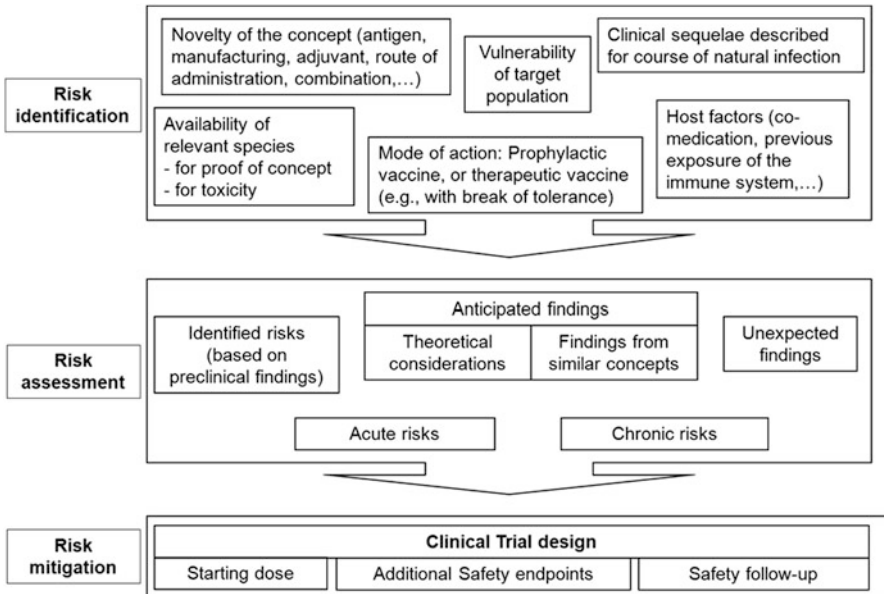 Risk
identification
Novelty of the concept (antigen,
manufacturing, adjuvant, route of
administration, combination,…)
Vulnerability
of target
population
Clinical sequelae described
for course of natural infection
Availability of
relevant species
- for proof of concept
- for toxicity
Mode of action: Prophylactic
vaccine, or therapeutic vaccine
(e.g., with break of tolerance)
Host factors (co-
medication, previous
exposure of the
immune system,…)
Risk
assessment
Identified risks
(based on
preclinical findings)
Anticipated findings
Theoretical
considerations
Findings from
similar concepts
Unexpected
findings
Acute risks
Chronic risks
Risk
mitigation
Clinical Trial design
Starting dose
Additional Safety endpoints
Safety follow-up